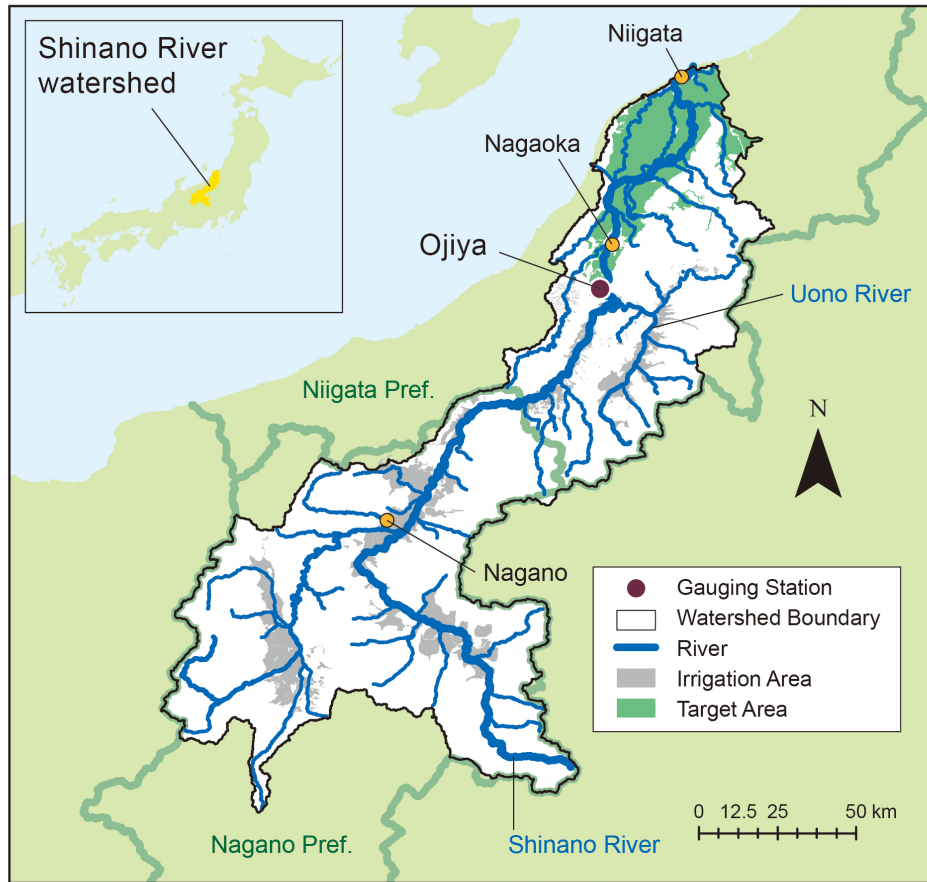 Shinano River
watershed
Niigata
Nagaoka
Ojiya
Uono River
Niigata Pref.
N
Nagano
Gauging Station
Watershed Boundary
River
Irrigation Area
Target Area
0 12.5 25 50 km
Nagano Pref.
Shinano River